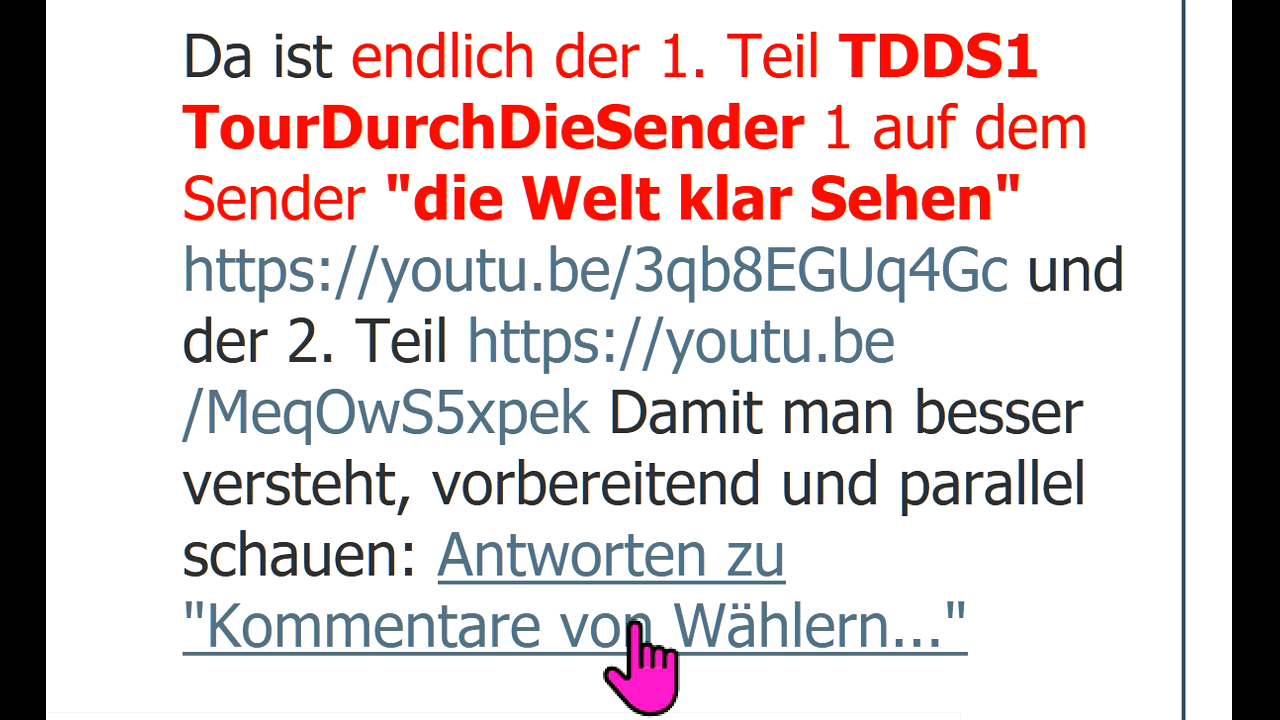 Da ist endlich der 1. Teil TDDS1
TourDurchDieSender 1 auf dem
Sender "die Welt klar Sehen"
https://youtu.be/3qb8EGUq4Gc und
der 2. Teil https://youtu.be
/MeqOwS5xpek Damit man besser
versteht, vorbereitend und parallel
schauen: Antworten zu
"Kommentare von Wählern..."